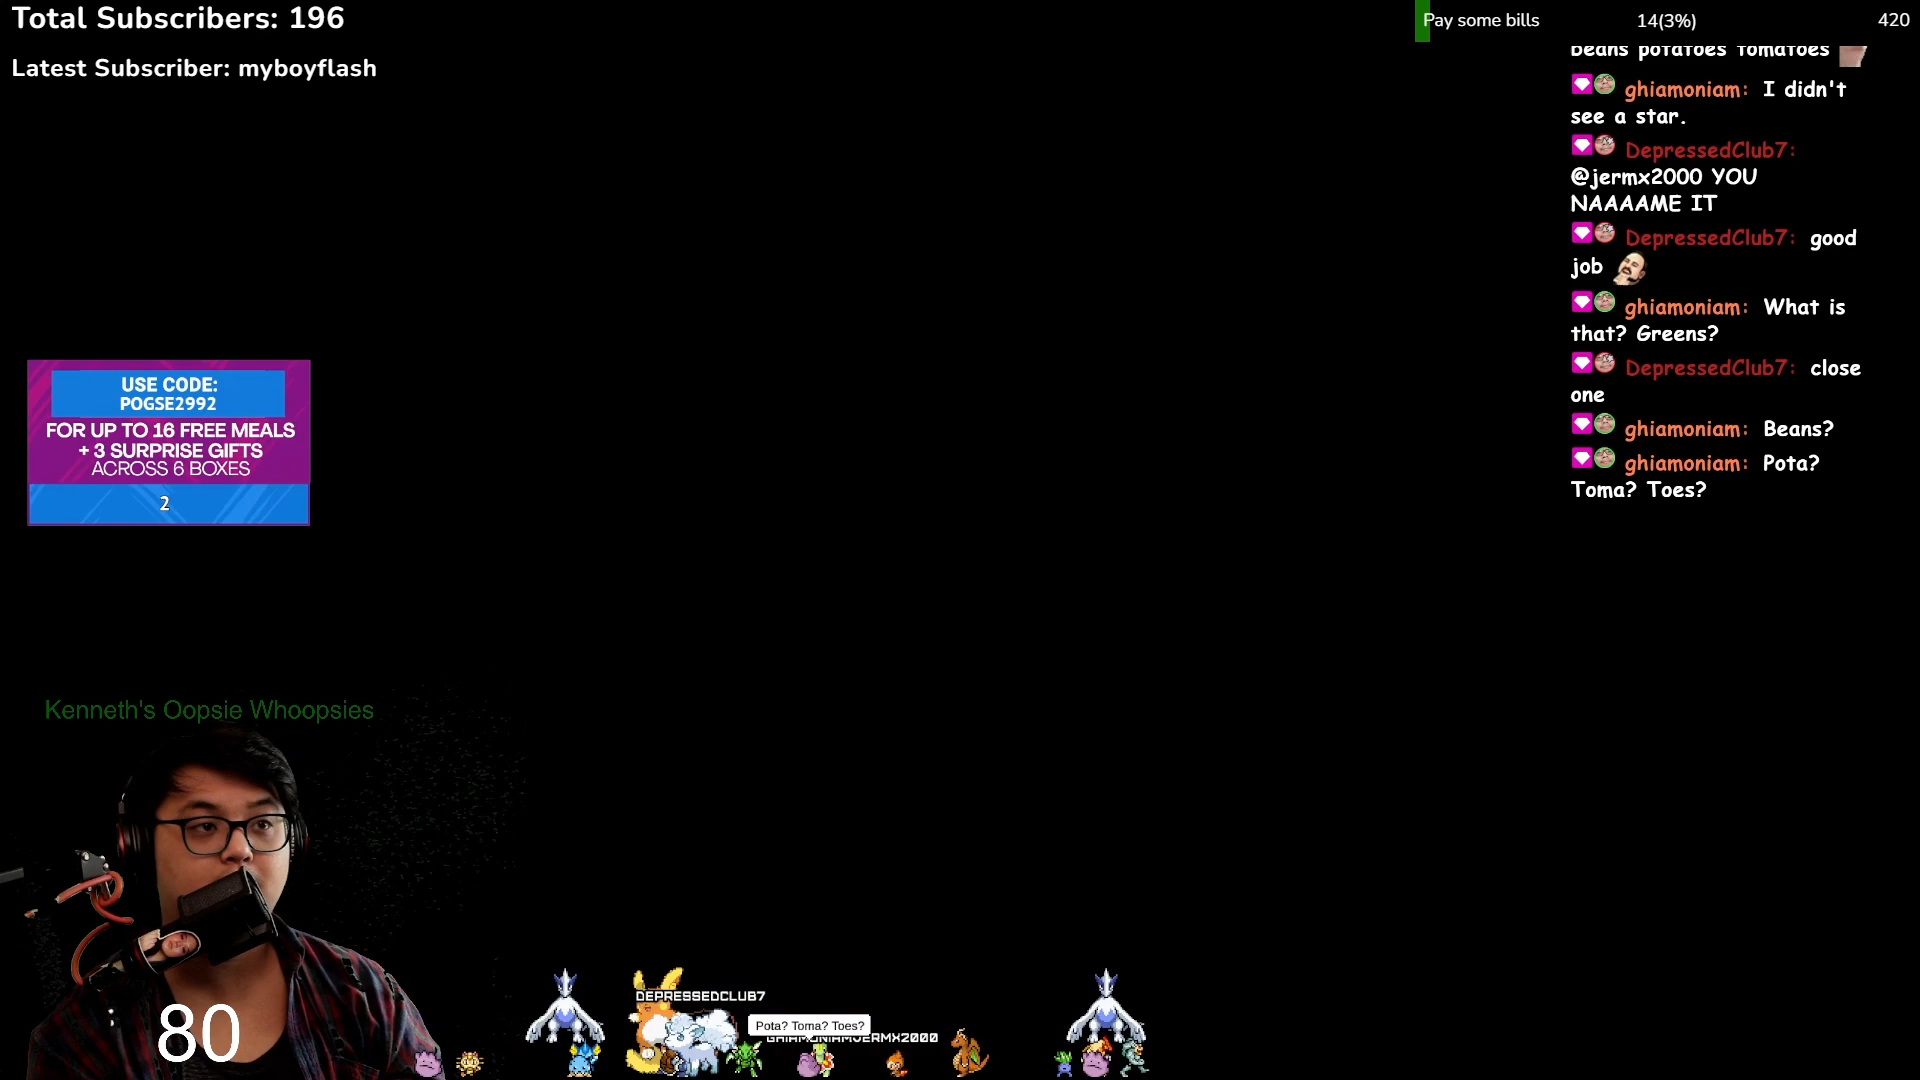 Total Subscribers: 196
Latest Subscriber: myboyflash
Pay some bills 14(3%) 420
beans potatoes tomatoes
ghiamoniam: I didn't
see a star.
DepressedClub7:
@jermx2000 YOU
NAAAAME IT
DepressedClub7: good
job
ghiamoniam: What is
that? Greens?
DepressedClub7: close
one
ghiamoniam: Beans?
ghiamoniam: Pota?
Toma? Toes?
USE CODE:
POGSE2992
FOR UP TO 16 FREE MEALS
+ 3 SURPRISE GIFTS
ACROSS 6 BOXES
2
Kenneth's Oopsie Whoopsies
80
DEPRESSEDCLUB7
Pota? Toma? Toes?
GHIAMONIAMJERMX2000